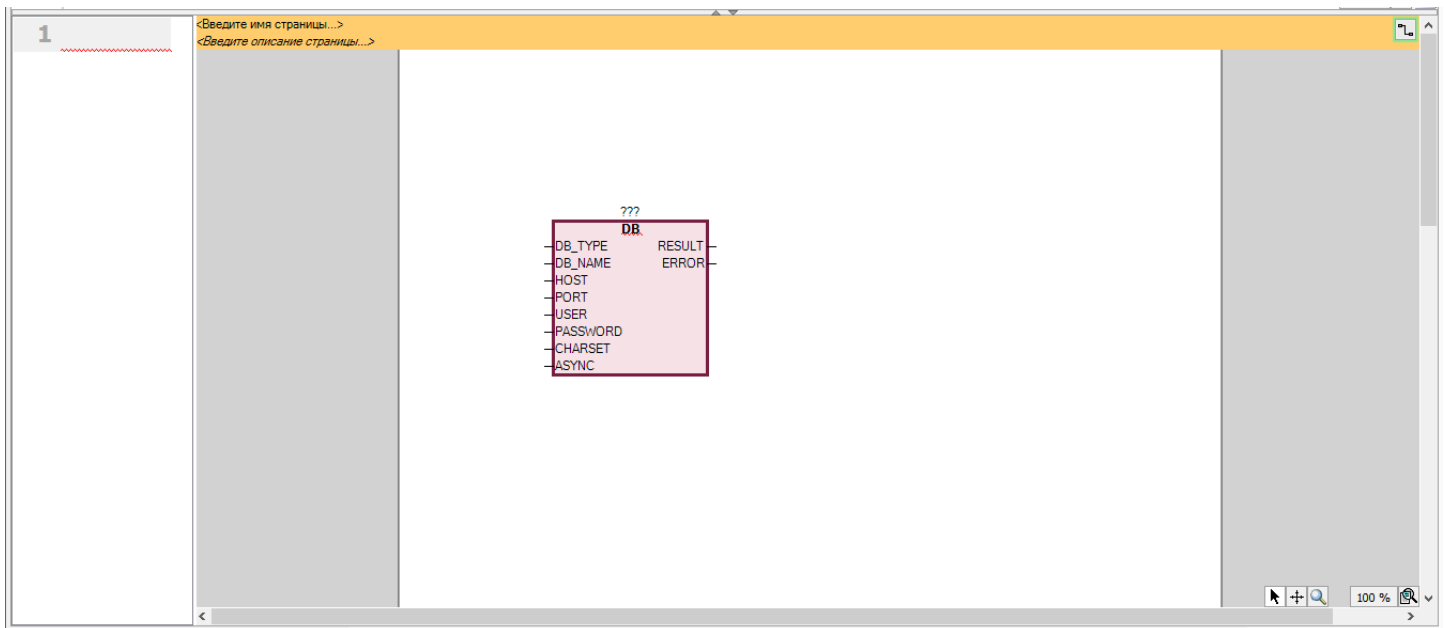 1
<Введите имя страницы...>
<Введите описание страницы...>
???
DB
DB_TYPE RESULT
DB_NAME ERROR
HOST
PORT
USER
PASSWORD
CHARSET
ASYNC
100 %